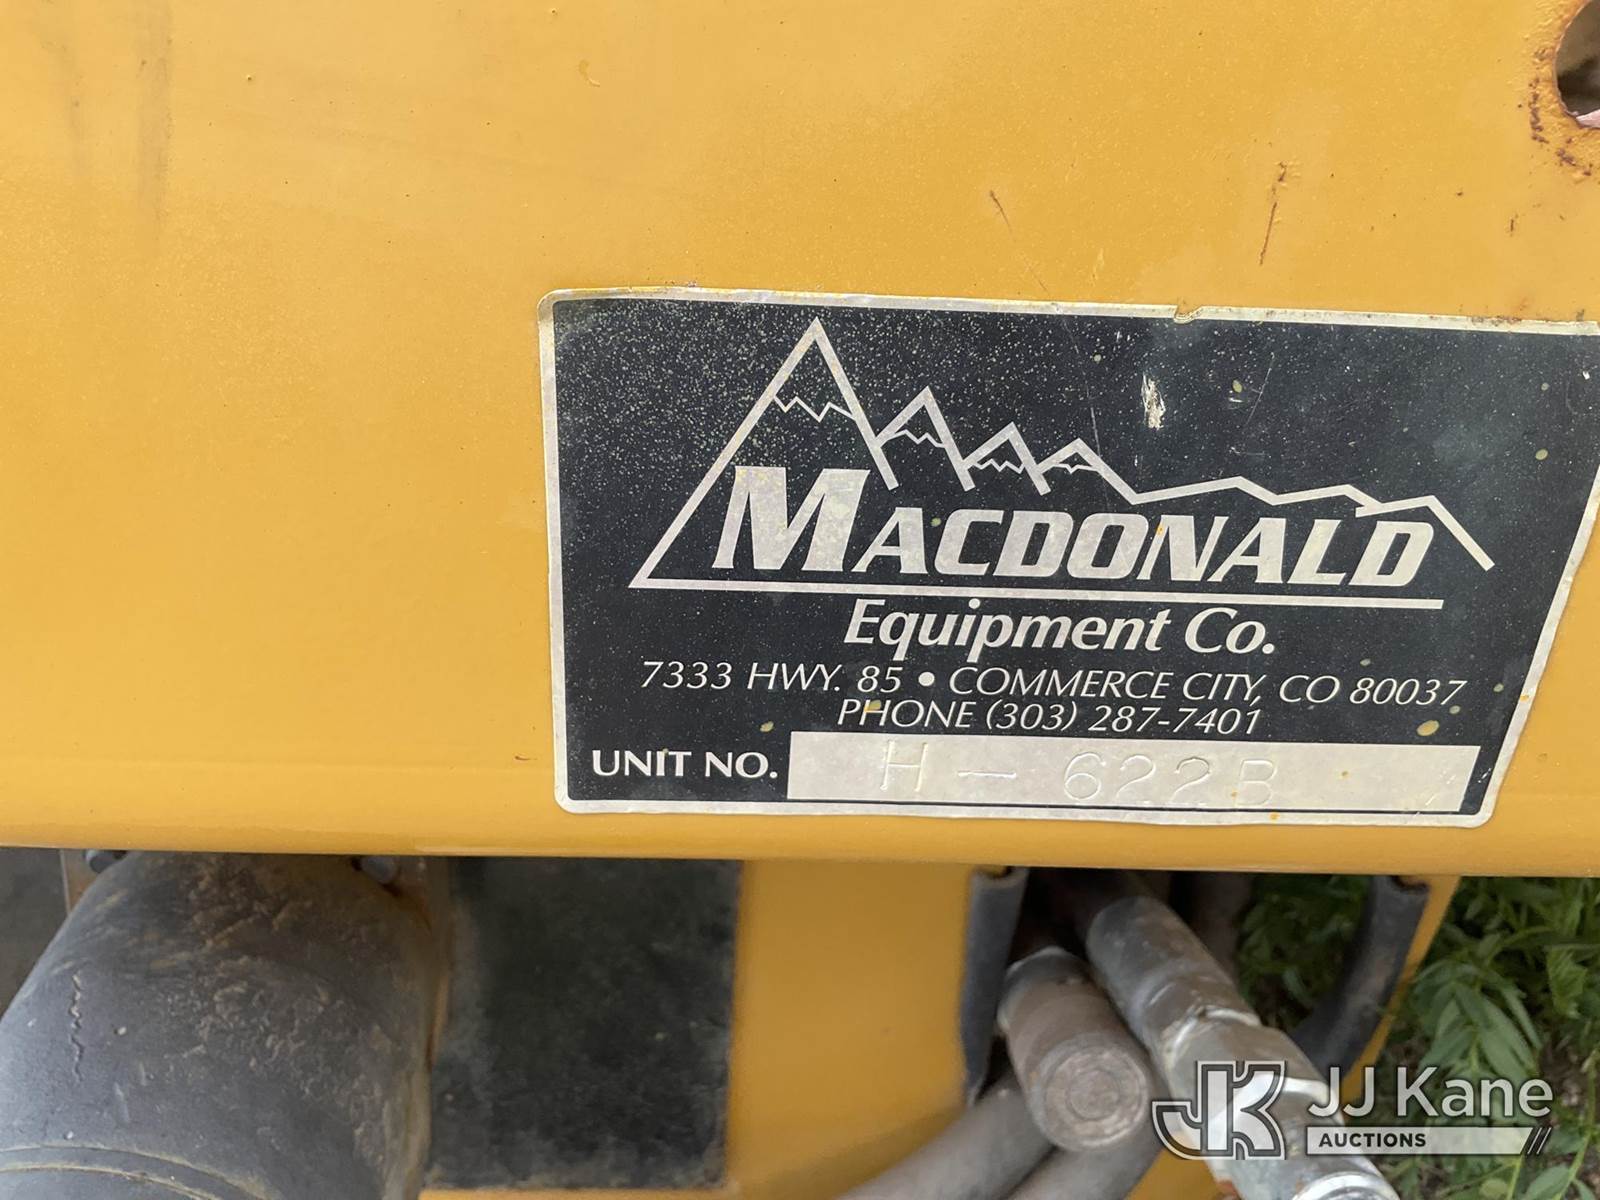 MACDONALD
Equipment Co.
7333 HWY. 85 • COMMERCE CITY, CO 80037
PHONE (303) 287-7401
UNIT NO. H - 622B
JK JJ Kane
AUCTIONS